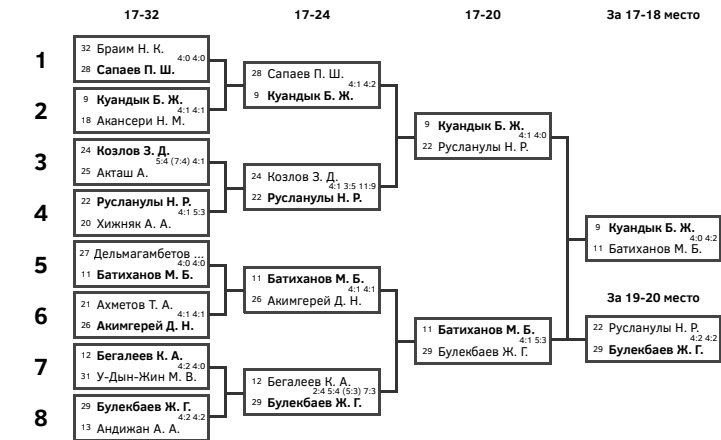 17-32
17-24
17-20
За 17-18 место
1
32 Браим Н. К.
4:0 4:0
28 Сапаев П. Ш.
2
9 Куандык Б. Ж.
4:1 4:1
18 Акансери Н. М.
3
24 Козлов З. Д.
5:4 (7:4) 4:1
25 Акташ А.
4
22 Русланулы Н. Р.
4:1 5:3
20 Хижняк А. А.
5
27 Дельмагамбетов ...
4:0 4:0
11 Батиханов М. Б.
6
21 Ахметов Т. А.
4:1 4:1
26 Акимгерей Д. Н.
7
12 Бегалеев К. А.
4:2 4:0
31 У-Дын-Жин М. В.
8
29 Булекбаев Ж. Г.
4:2 4:2
13 Андижан А. А.
28 Сапаев П. Ш.
4:1 4:2
9 Куандык Б. Ж.
24 Козлов З. Д.
4:1 3:5 11:9
22 Русланулы Н. Р.
11 Батиханов М. Б.
4:1 4:1
26 Акимгерей Д. Н.
12 Бегалеев К. А.
2:4 5:4 (5:3) 7:3
29 Булекбаев Ж. Г.
9 Куандык Б. Ж.
4:1 4:0
22 Русланулы Н. Р.
11 Батиханов М. Б.
4:1 5:3
29 Булекбаев Ж. Г.
9 Куандык Б. Ж.
4:0 4:2
11 Батиханов М. Б.
За 19-20 место
22 Русланулы Н. Р.
4:2 4:2
29 Булекбаев Ж. Г.